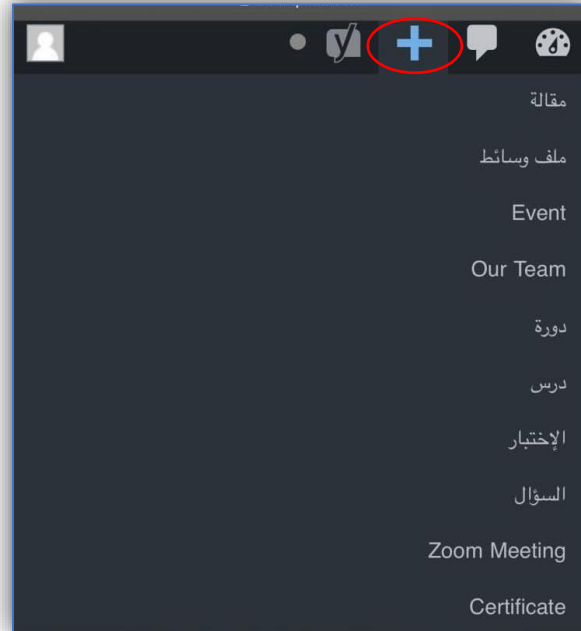 مقالة
ملف وسائط
Event
Our Team
دورة
درس
الإختبار
السؤال
Zoom Meeting
Certificate